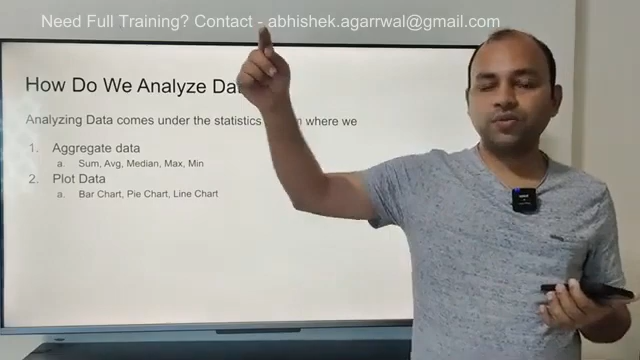 Need Full Training? Contact - abhishek.agarrwal@gmail.com
How Do We Analyze Da
Analyzing Data comes under the statistics where we
1. Aggregate data
a. Sum, Avg, Median, Max, Min
2. Plot Data
a. Bar Chart, Pie Chart, Line Chart